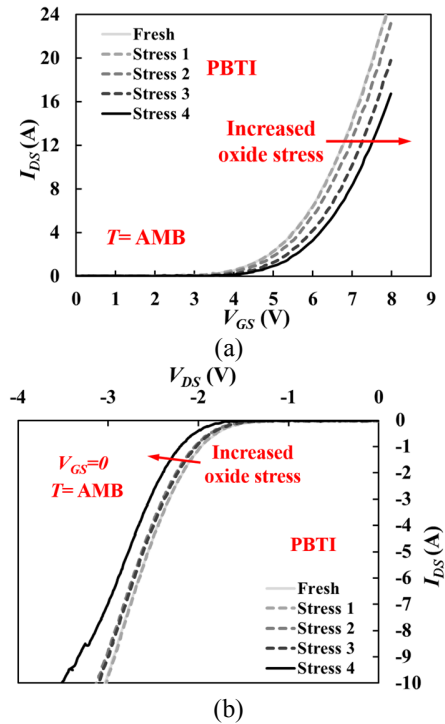 24
20
16
12
8
4
0
I_DS (A)
Fresh
Stress 1
Stress 2
Stress 3
Stress 4
PBTI
Increased
oxide stress
T= AMB
0 1 2 3 4 5 6 7 8 9
V_GS (V)
(a)
V_DS (V)
-4 -3 -2 -1 0
0
-1
-2
-3
-4
-5
-6
-7
-8
-9
-10
I_DS (A)
V_GS=0
T= AMB
Increased
oxide stress
PBTI
Fresh
Stress 1
Stress 2
Stress 3
Stress 4
(b)